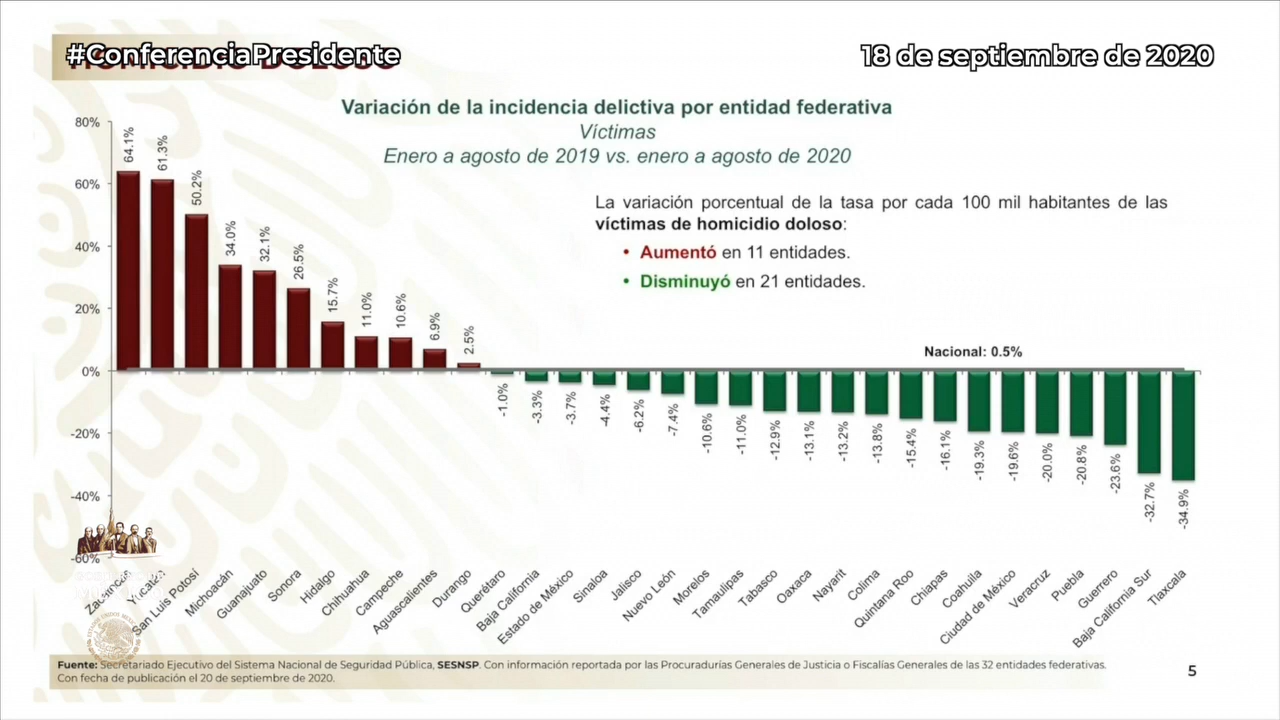 #ConferenciaPresidente
18 de septiembre de 2020
HOMICIDIO DOLOSO
Variación de la incidencia delictiva por entidad federativa
Víctimas
Enero a agosto de 2019 vs. enero a agosto de 2020
La variación porcentual de la tasa por cada 100 mil habitantes de las
víctimas de homicidio doloso:
• Aumentó en 11 entidades.
• Disminuyó en 21 entidades.
Nacional: 0.5%
80%
60%
40%
20%
0%
-20%
-40%
-60%
64.1%
61.3%
50.2%
34.0%
32.1%
26.5%
15.7%
11.0%
10.6%
6.9%
2.5%
-1.0%
-3.3%
-3.7%
-4.4%
-6.2%
-7.4%
-10.6%
-11.0%
-12.9%
-13.1%
-13.2%
-13.8%
-15.4%
-16.1%
-19.3%
-19.6%
-20.0%
-20.8%
-23.6%
-32.7%
-34.9%
Zacatecas
Yucatán
San Luis Potosí
Michoacán
Guanajuato
Sonora
Hidalgo
Chihuahua
Campeche
Aguascalientes
Durango
Querétaro
Baja California
Estado de México
Sinaloa
Jalisco
Nuevo León
Morelos
Tamaulipas
Tabasco
Oaxaca
Nayarit
Colima
Quintana Roo
Chiapas
Coahuila
Ciudad de México
Veracruz
Puebla
Guerrero
Baja California Sur
Tlaxcala
Fuente: Secretariado Ejecutivo del Sistema Nacional de Seguridad Pública, SESNSP. Con información reportada por las Procuradurías Generales de Justicia o Fiscalías Generales de las 32 entidades federativas.
Con fecha de publicación el 20 de septiembre de 2020.
5